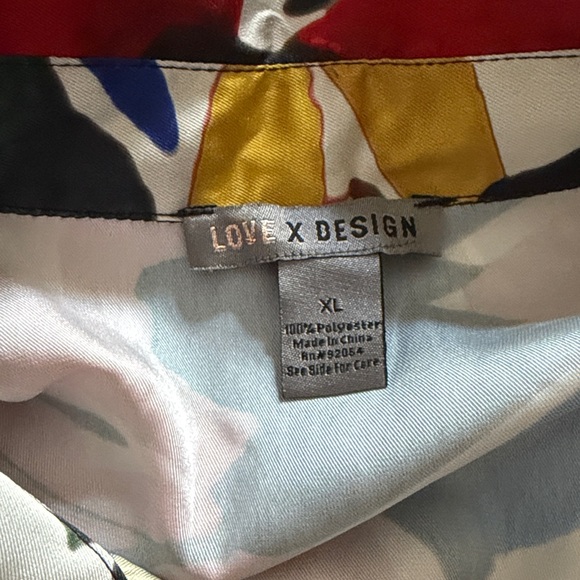 LOVE X DESIGN
XL
100% Polyester
Made In China
Rn#92054
See Side For Care